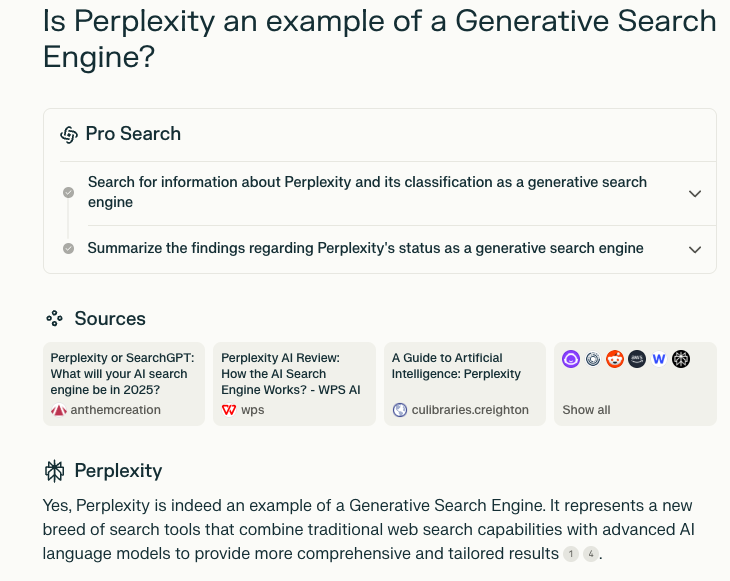 Is Perplexity an example of a Generative Search
Engine?
Pro Search
Search for information about Perplexity and its classification as a generative search
engine
Summarize the findings regarding Perplexity's status as a generative search engine
Sources
Perplexity or SearchGPT:
What will your AI search
engine be in 2025?
anthemcreation
Perplexity AI Review:
How the AI Search
Engine Works? - WPS AI
wps
A Guide to Artificial
Intelligence: Perplexity
culibraries.creighton
aws W
Show all
Perplexity
Yes, Perplexity is indeed an example of a Generative Search Engine. It represents a new
breed of search tools that combine traditional web search capabilities with advanced AI
language models to provide more comprehensive and tailored results 1 4 .